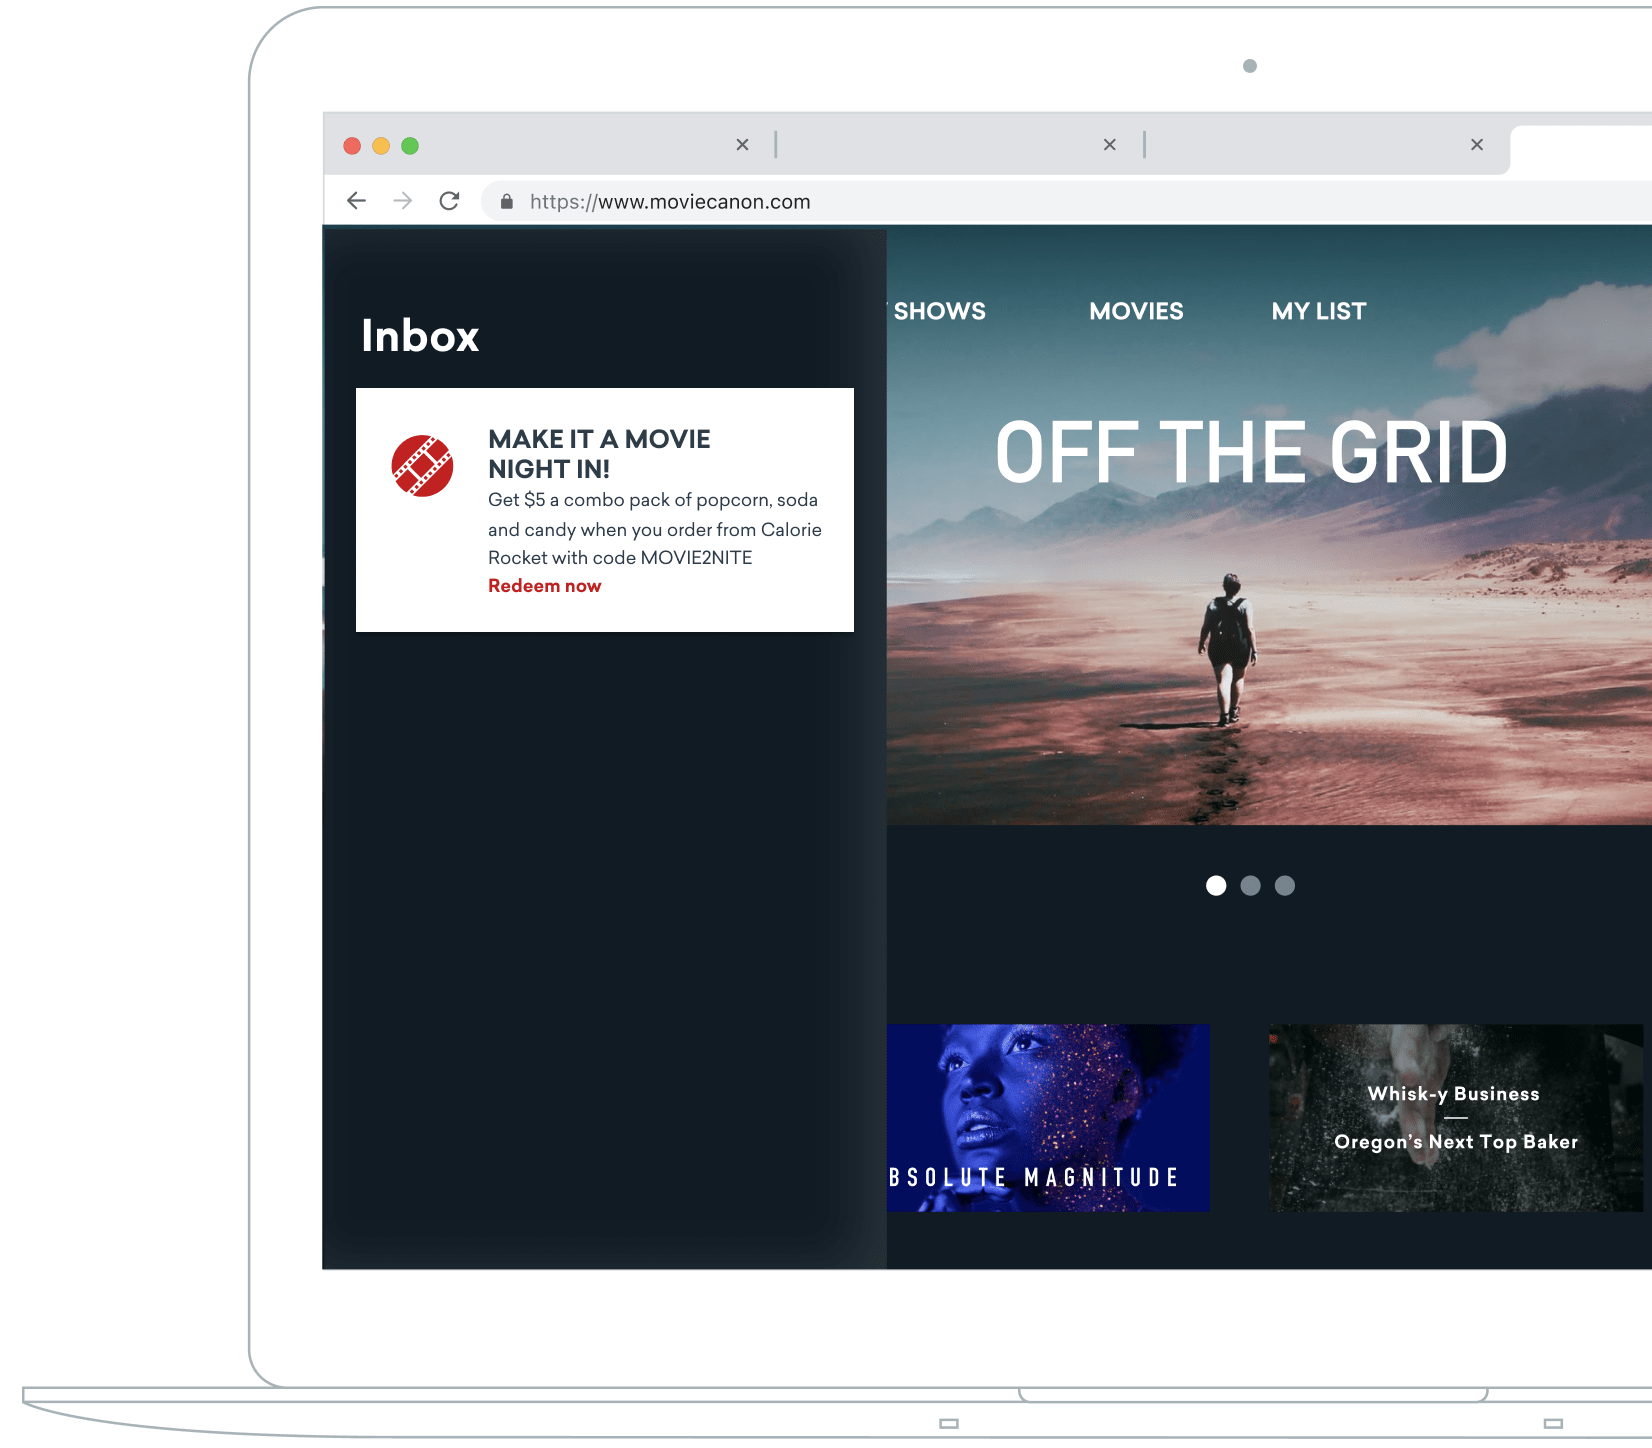 https://www.moviecanon.com
Inbox
SHOWS MOVIES MY LIST
OFF THE GRID
MAKE IT A MOVIE
NIGHT IN!
Get $5 a combo pack of popcorn, soda
and candy when you order from Calorie
Rocket with code MOVIE2NITE
Redeem now
BSOLUTE MAGNITUDE
Whisk-y Business
Oregon’s Next Top Baker